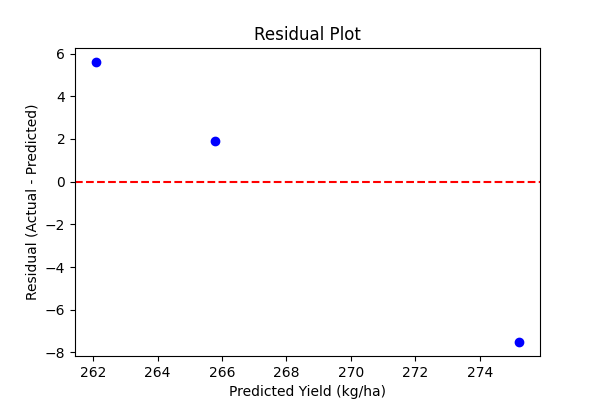 Residual Plot
Residual (Actual - Predicted)
6
4
2
0
−2
−4
−6
−8
262 264 266 268 270 272 274
Predicted Yield (kg/ha)